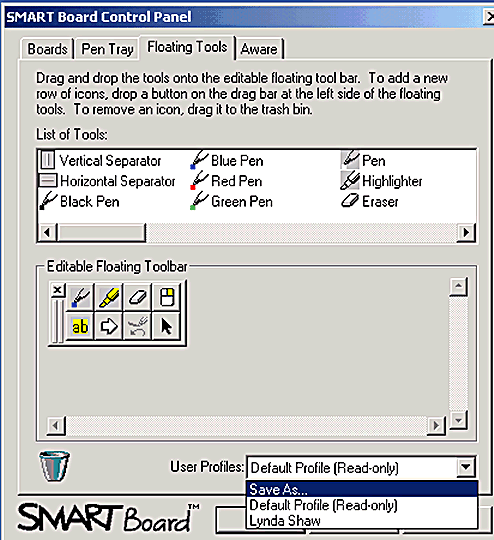 SMART Board Control Panel
Boards Pen Tray Floating Tools Aware
Drag and drop the tools onto the editable floating tool bar. To add a new
row of icons, drop a button on the drag bar at the left side of the floating
tools. To remove an icon, drag it to the trash bin.
List of Tools:
Vertical Separator Blue Pen Pen
Horizontal Separator Red Pen Highlighter
Black Pen Green Pen Eraser
Editable Floating Toolbar
ab
User Profiles: Default Profile (Read-only)
Save As...
Default Profile (Read-only)
Lynda Shaw
SMART Board™